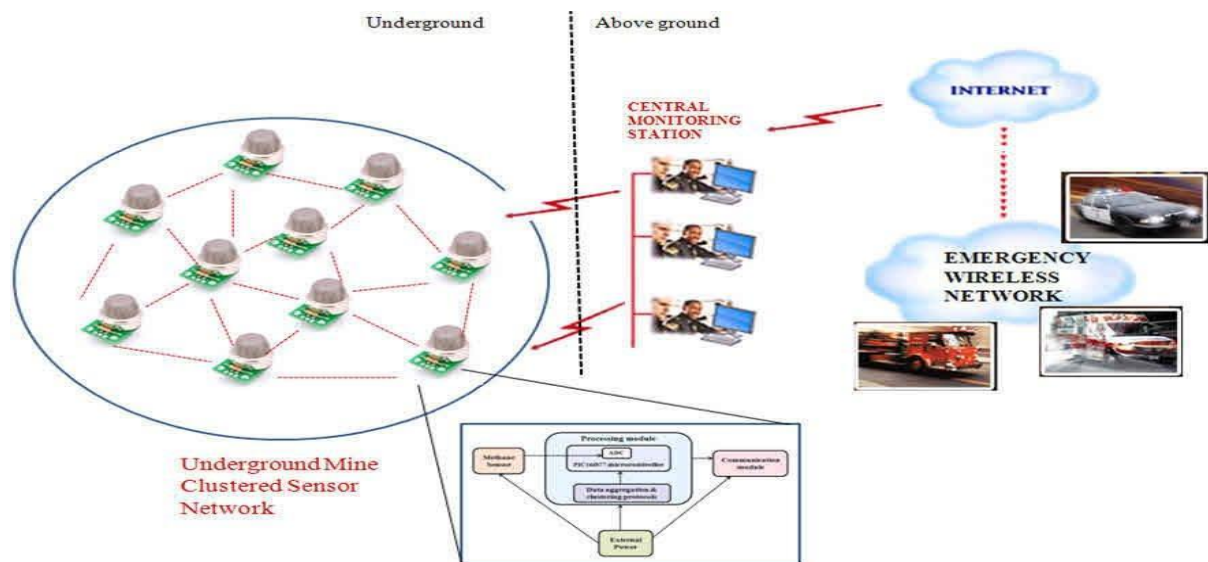 Underground
Above ground
INTERNET
CENTRAL
MONITORING
STATION
EMERGENCY
WIRELESS
NETWORK
Underground Mine
Clustered Sensor
Network
Processing module
ADC
Methane
Sensor
microcontroller
Communication
module
Data aggregation &
clustering protocols
External
Power